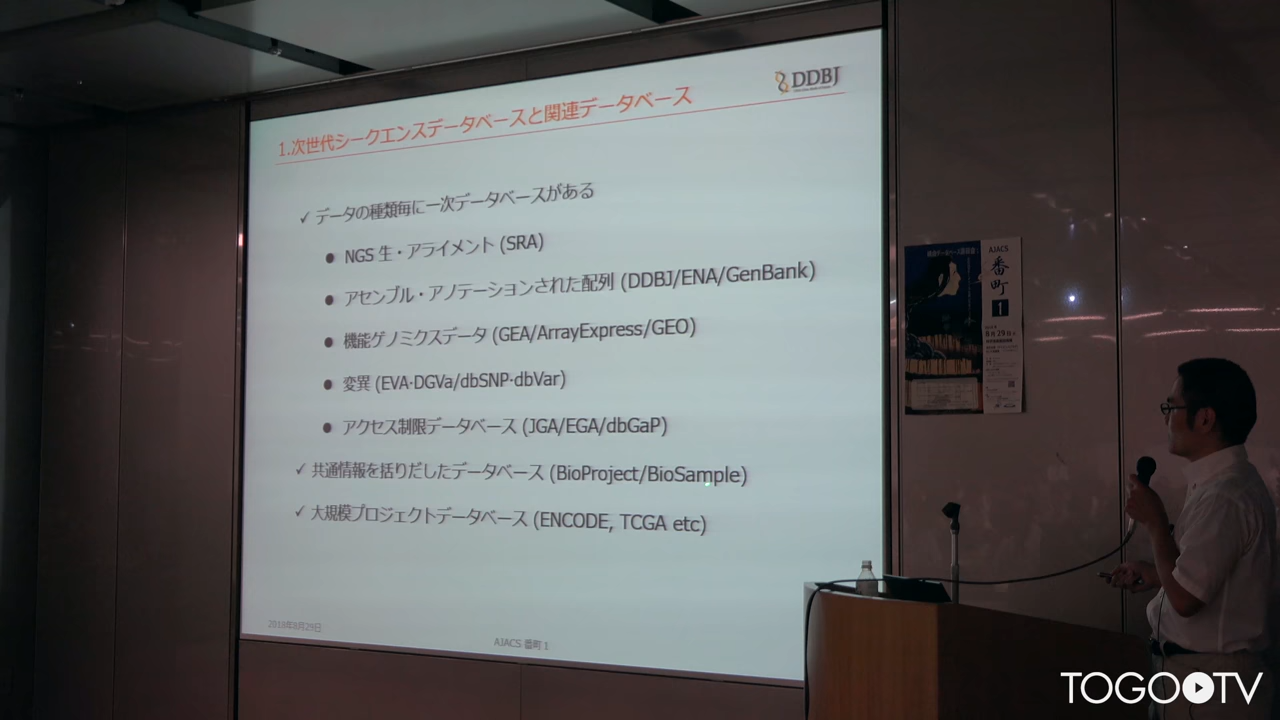 DDBJ
1.次世代シークエンスデータベースと関連データベース
✓ データの種類毎に一次データベースがある
● NGS 生・アライメント (SRA)
● アセンブル・アノテーションされた配列 (DDBJ/ENA/GenBank)
● 機能ゲノミクスデータ (GEA/ArrayExpress/GEO)
● 変異 (EVA·DGVa/dbSNP·dbVar)
● アクセス制限データベース (JGA/EGA/dbGaP)
✓ 共通情報を括りだしたデータベース (BioProject/BioSample)
✓ 大規模プロジェクトデータベース (ENCODE, TCGA etc)
2018年8月29日
AJACS 番町 1
AJACS
番町
1
8月29日
TOGO TV